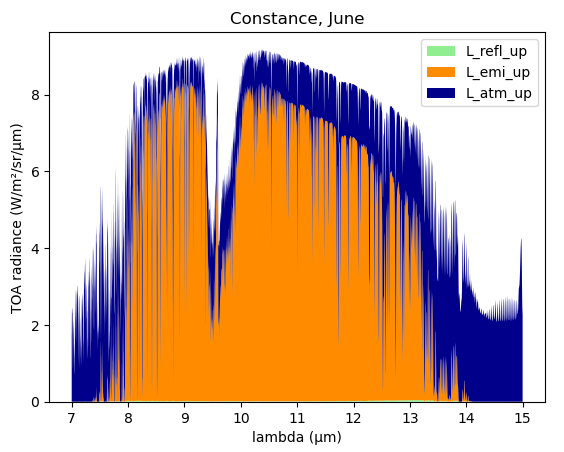 Constance, June
L_refl_up
L_emi_up
L_atm_up
TOA radiance (W/m²/sr/μm)
8
6
4
2
0
7 8 9 10 11 12 13 14 15
lambda (μm)